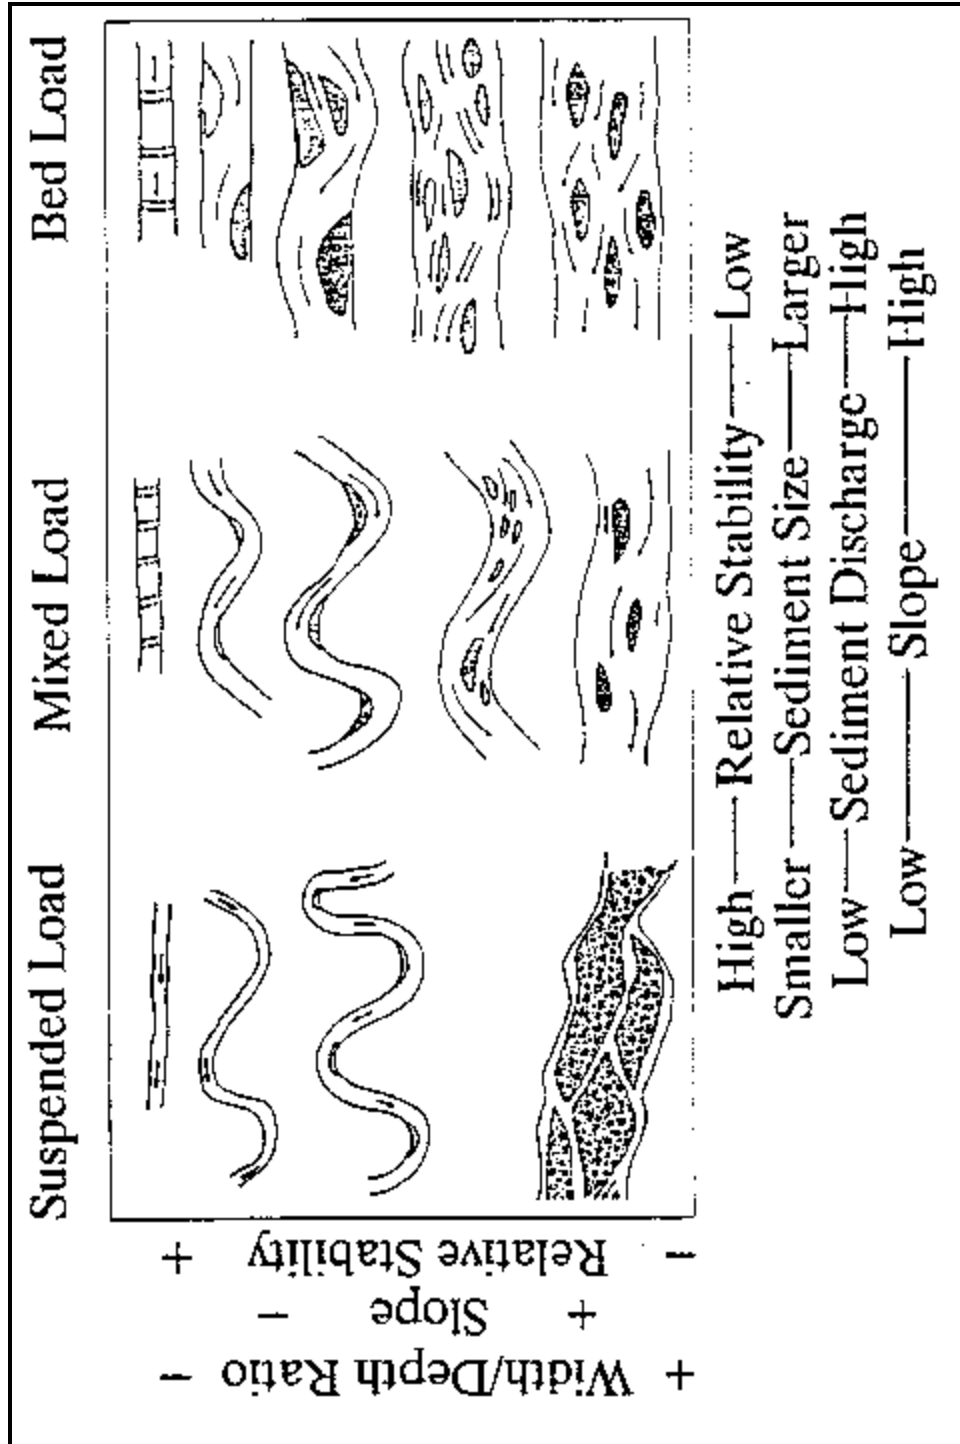 Suspended Load Mixed Load Bed Load
+ Relative Stability -
- Slope +
- Width/Depth Ratio +
High Relative Stability Low
Smaller Sediment Size Larger
Low Sediment Discharge High
Low Slope High